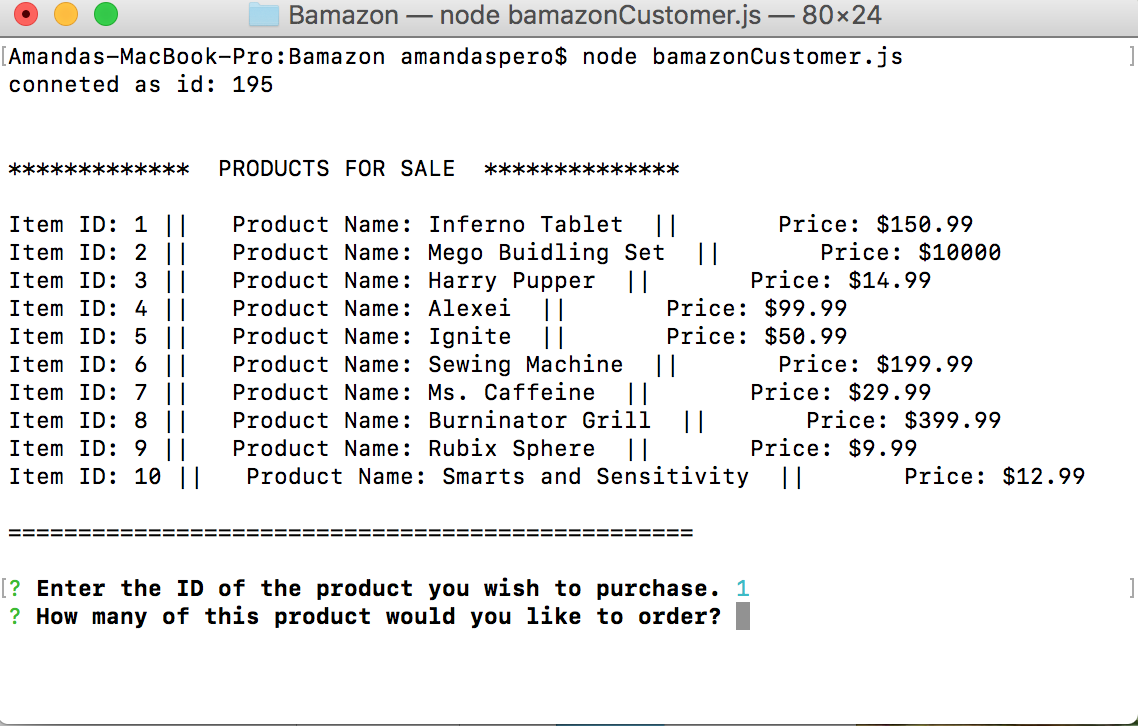 Bamazon — node bamazonCustomer.js — 80×24
[Amandas-MacBook-Pro:Bamazon amandaspero$ node bamazonCustomer.js ]
conneted as id: 195
************* PRODUCTS FOR SALE **************
Item ID: 1 || Product Name: Inferno Tablet || Price: $150.99
Item ID: 2 || Product Name: Mego Buidling Set || Price: $10000
Item ID: 3 || Product Name: Harry Pupper || Price: $14.99
Item ID: 4 || Product Name: Alexei || Price: $99.99
Item ID: 5 || Product Name: Ignite || Price: $50.99
Item ID: 6 || Product Name: Sewing Machine || Price: $199.99
Item ID: 7 || Product Name: Ms. Caffeine || Price: $29.99
Item ID: 8 || Product Name: Burninator Grill || Price: $399.99
Item ID: 9 || Product Name: Rubix Sphere || Price: $9.99
Item ID: 10 || Product Name: Smarts and Sensitivity || Price: $12.99
=================================================
[? Enter the ID of the product you wish to purchase. 1 ]
? How many of this product would you like to order?